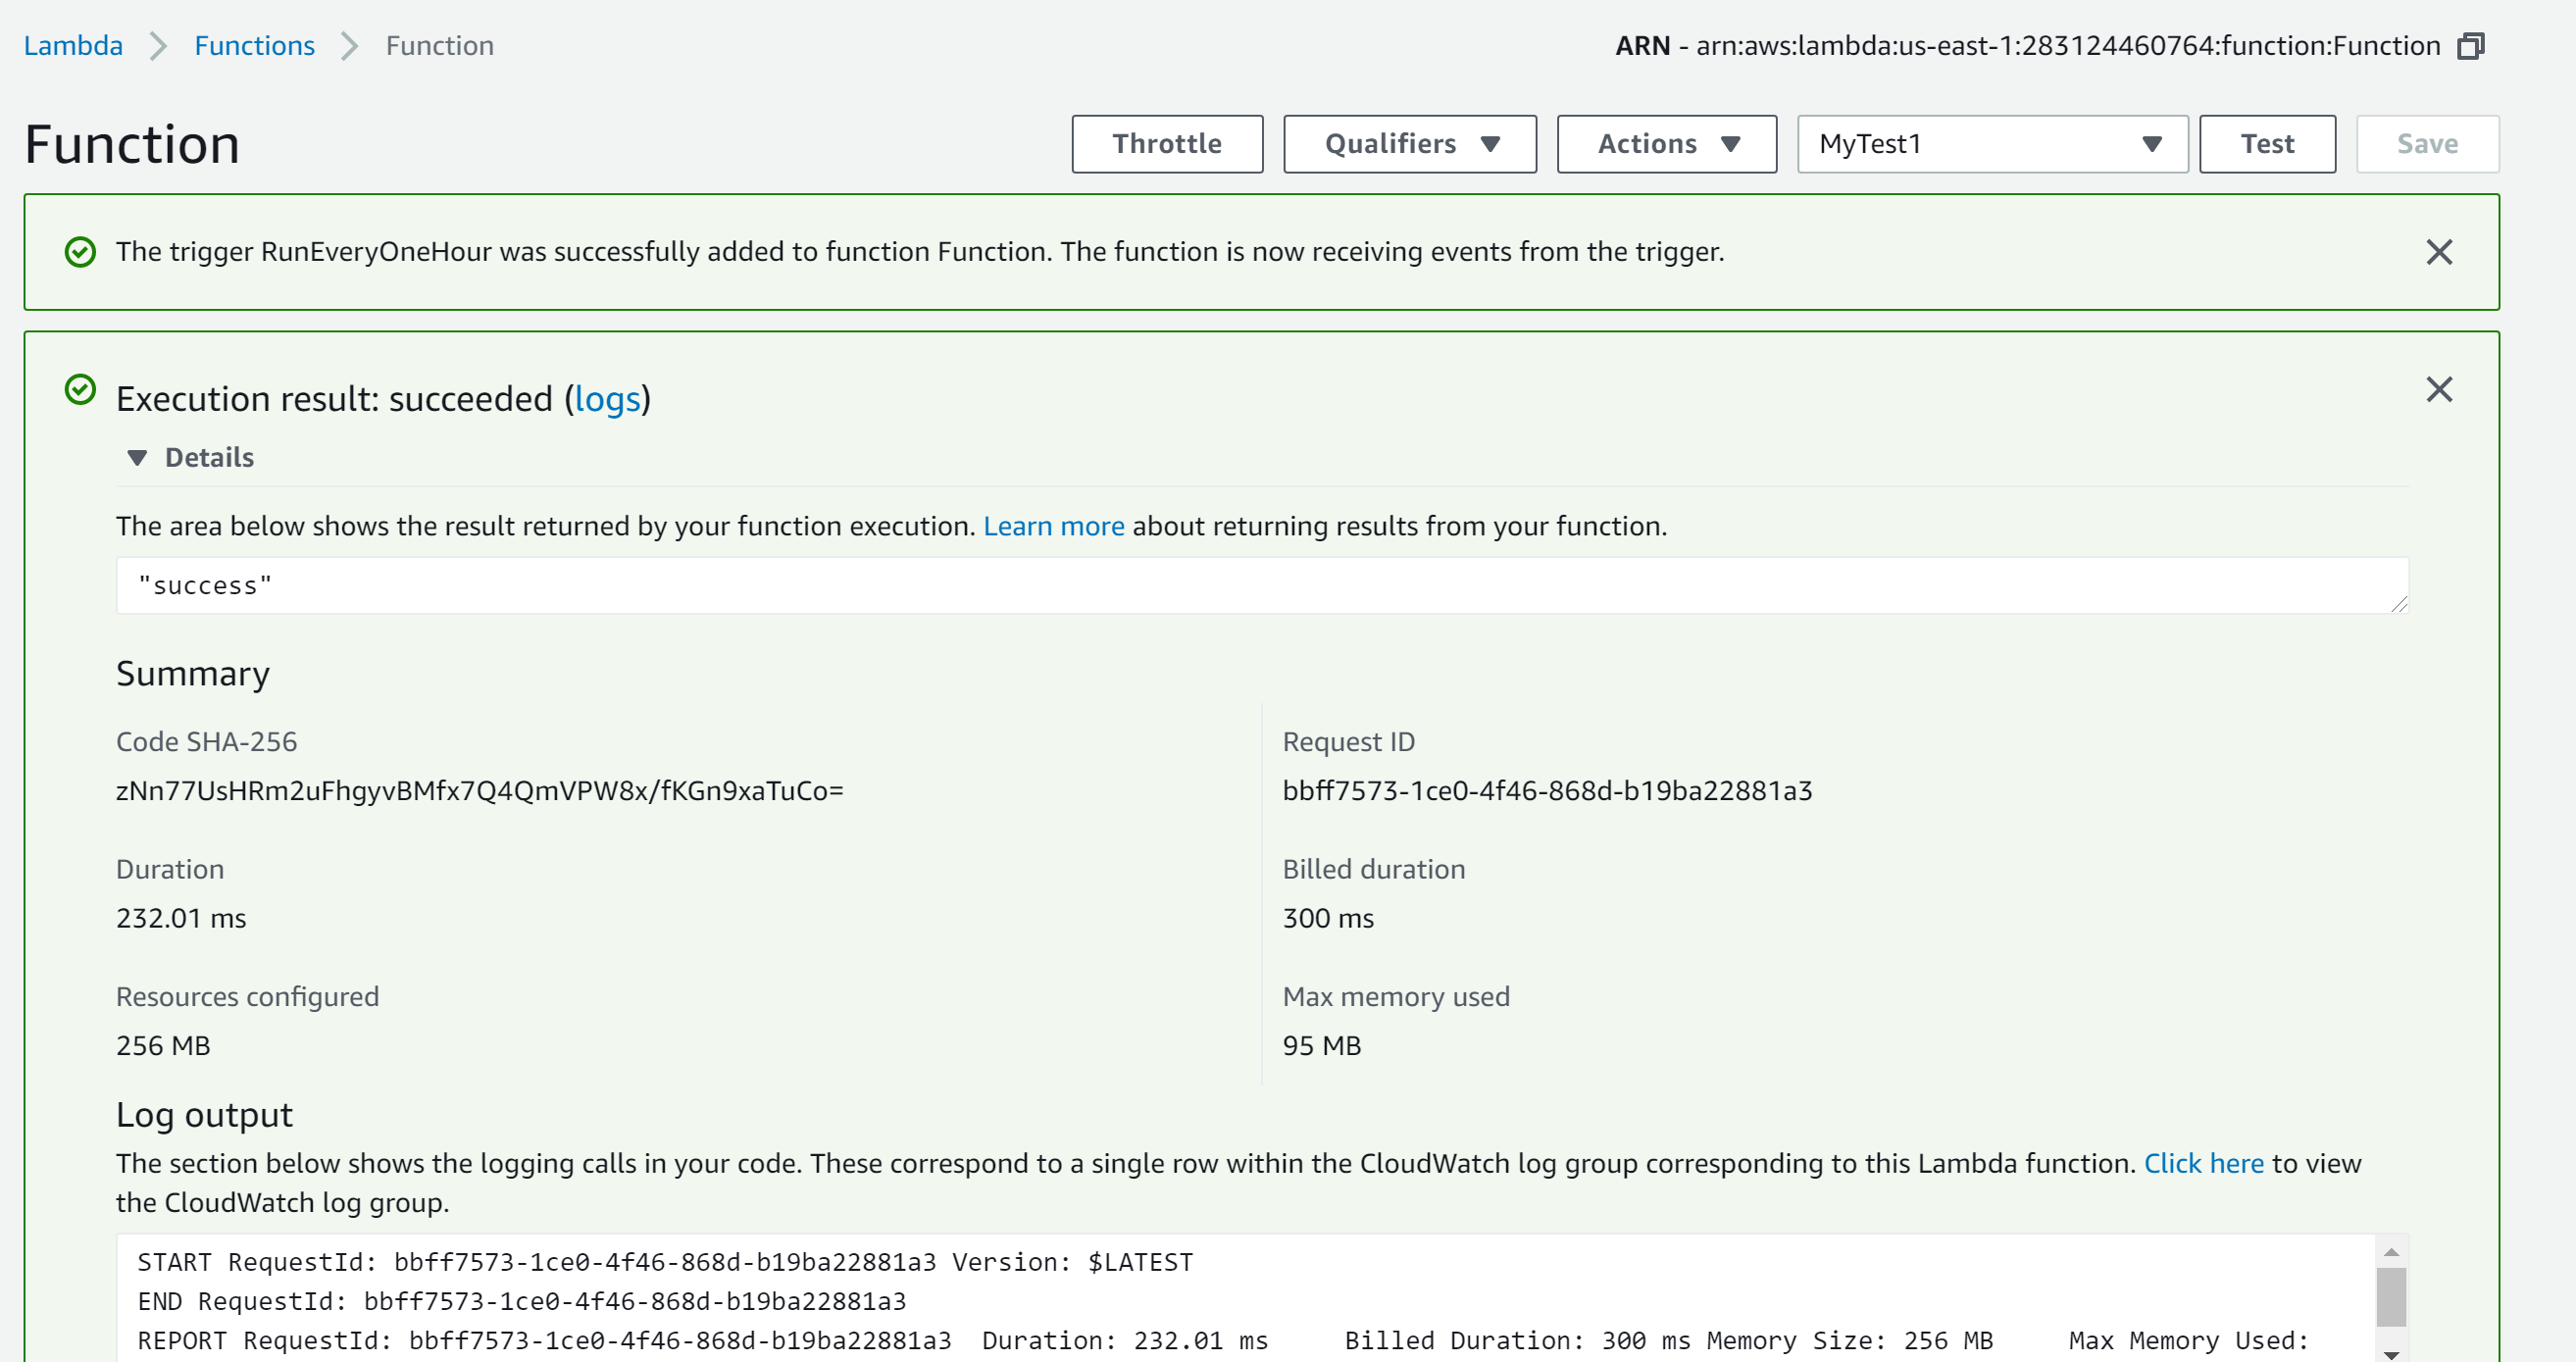 Lambda > Functions > Function
ARN - arn:aws:lambda:us-east-1:283124460764:function:Function
Function
Throttle
Qualifiers
Actions
MyTest1
Test
Save
The trigger RunEveryOneHour was successfully added to function Function. The function is now receiving events from the trigger.
Execution result: succeeded (logs)
Details
The area below shows the result returned by your function execution. Learn more about returning results from your function.
"success"
Summary
Code SHA-256
zNn77UsHRm2uFhgyvBMfx7Q4QmVPW8x/fKGn9xaTuCo=
Request ID
bbff7573-1ce0-4f46-868d-b19ba22881a3
Duration
232.01 ms
Billed duration
300 ms
Resources configured
256 MB
Max memory used
95 MB
Log output
The section below shows the logging calls in your code. These correspond to a single row within the CloudWatch log group corresponding to this Lambda function. Click here to view
the CloudWatch log group.
START RequestId: bbff7573-1ce0-4f46-868d-b19ba22881a3 Version: $LATEST
END RequestId: bbff7573-1ce0-4f46-868d-b19ba22881a3
REPORT RequestId: bbff7573-1ce0-4f46-868d-b19ba22881a3 Duration: 232.01 ms Billed Duration: 300 ms Memory Size: 256 MB Max Memory Used: